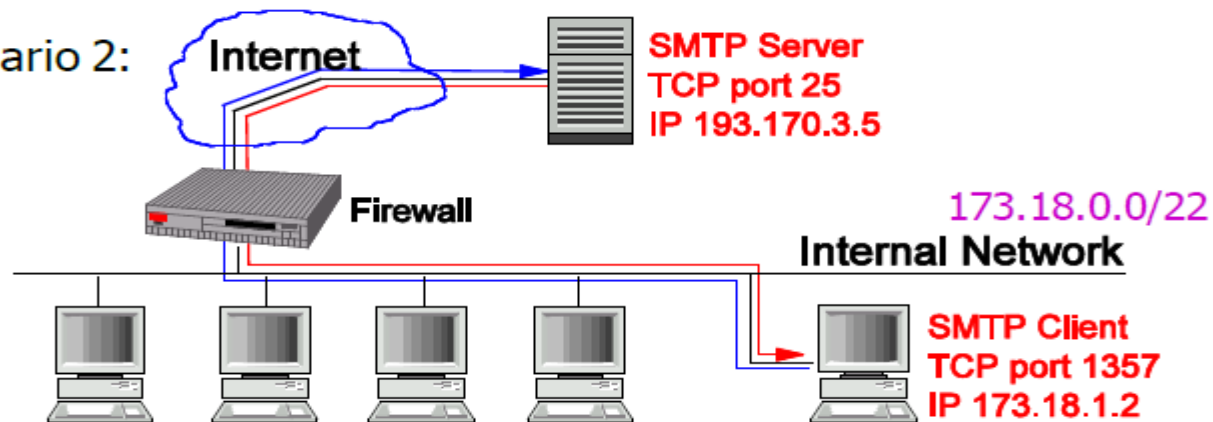 ario 2:
Internet
SMTP Server
TCP port 25
IP 193.170.3.5
Firewall
173.18.0.0/22
Internal Network
SMTP Client
TCP port 1357
IP 173.18.1.2